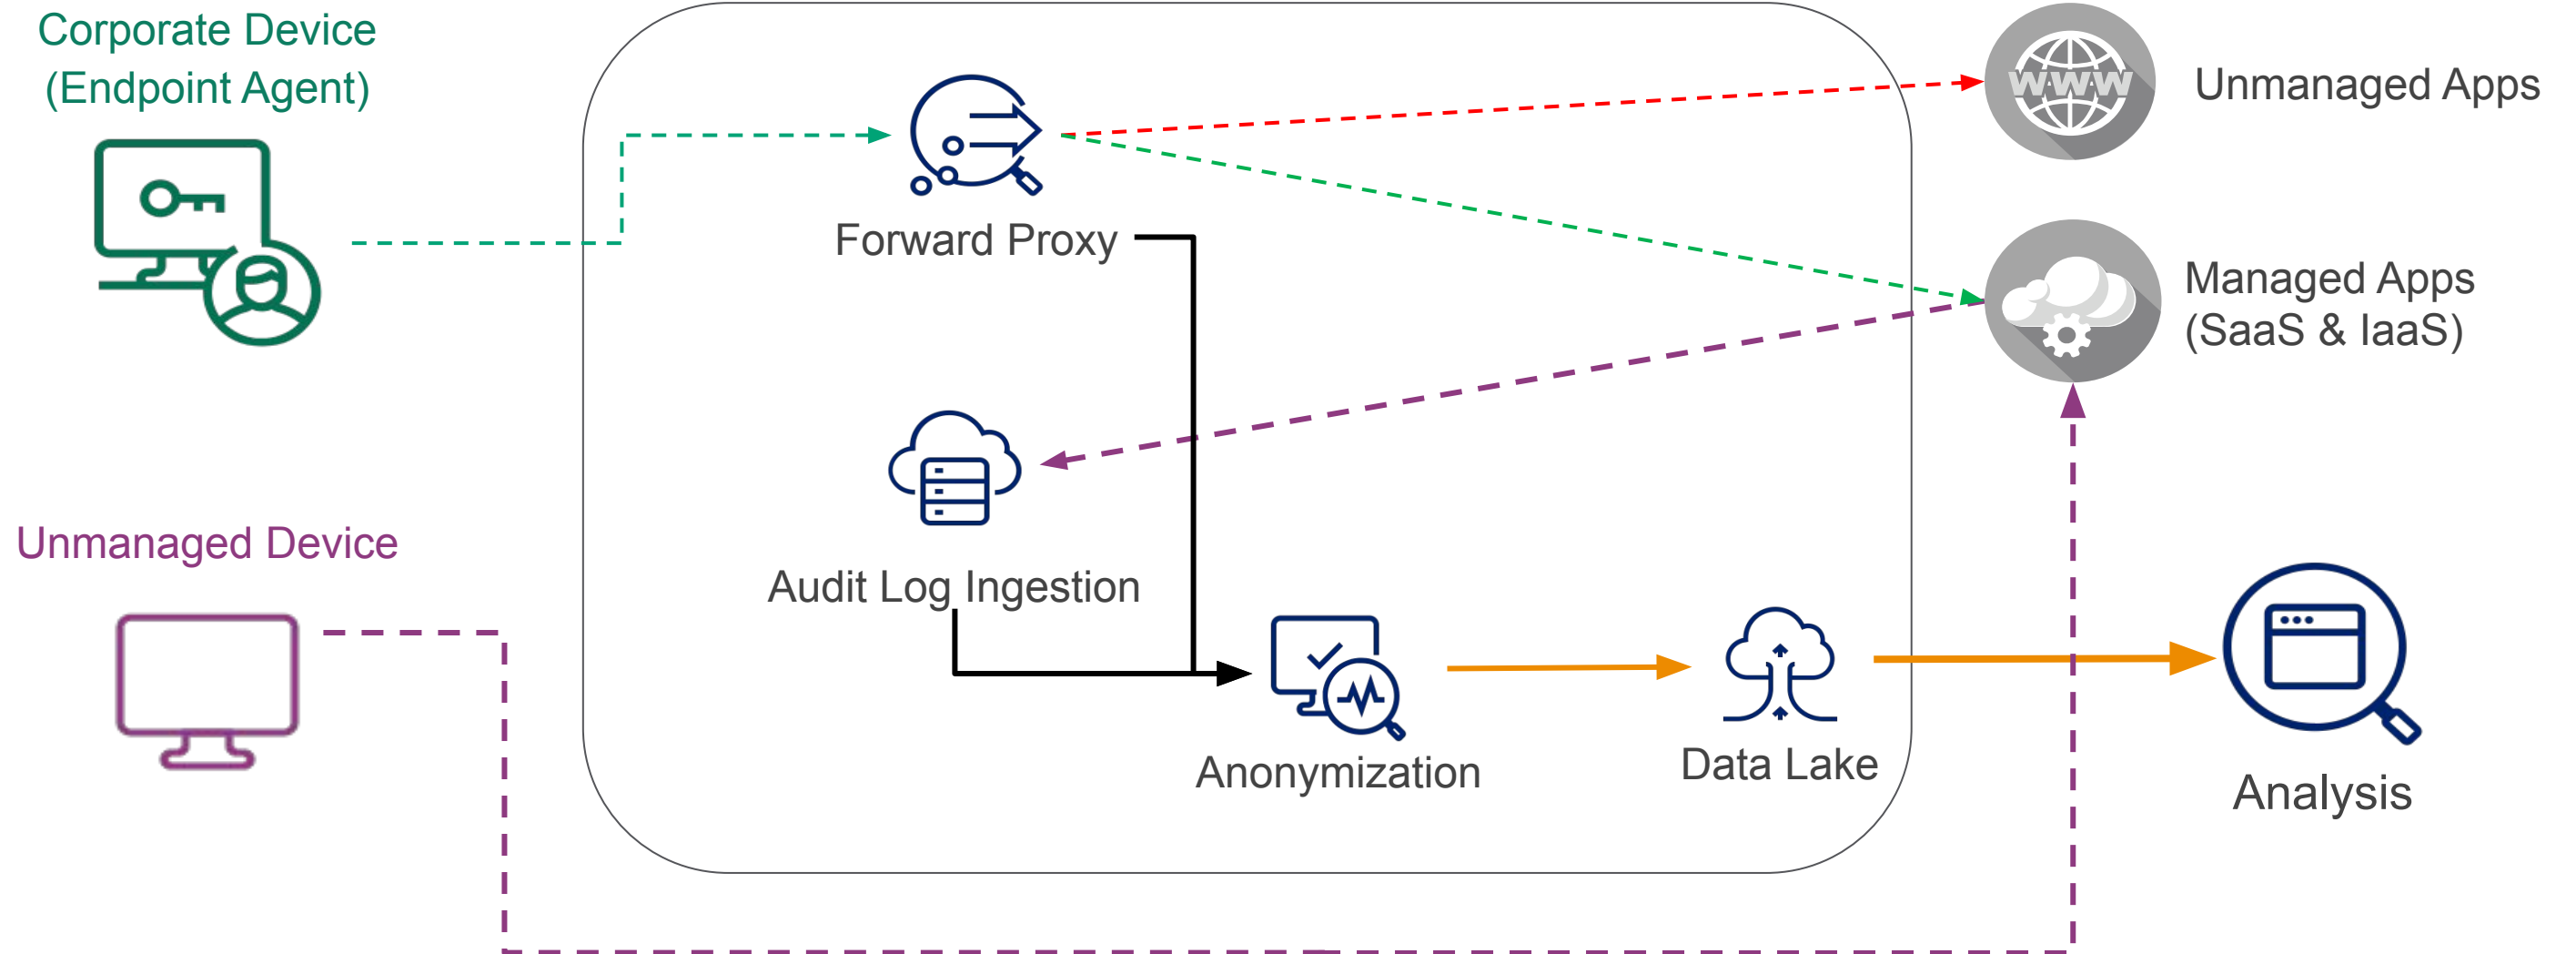 Corporate Device
(Endpoint Agent)
WWW
Unmanaged Apps
Forward Proxy
Managed Apps
(SaaS & IaaS)
Unmanaged Device
Audit Log Ingestion
Anonymization
Data Lake
Analysis